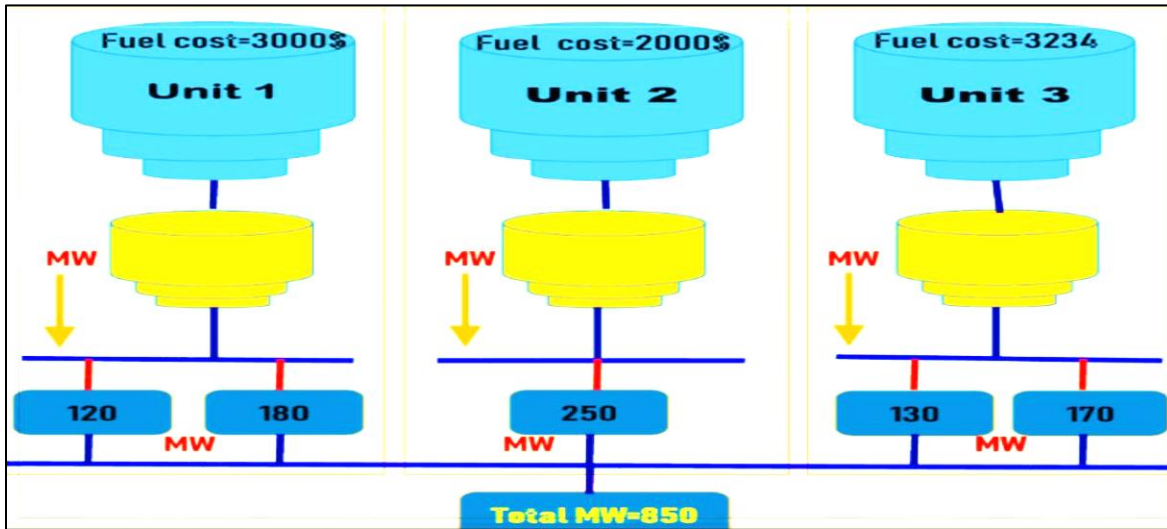 Fuel cost=3000$
Unit 1
Fuel cost=2000$
Unit 2
Fuel cost=3234
Unit 3
MW
MW
MW
120
180
250
130
170
MW
MW
MW
Total MW=850